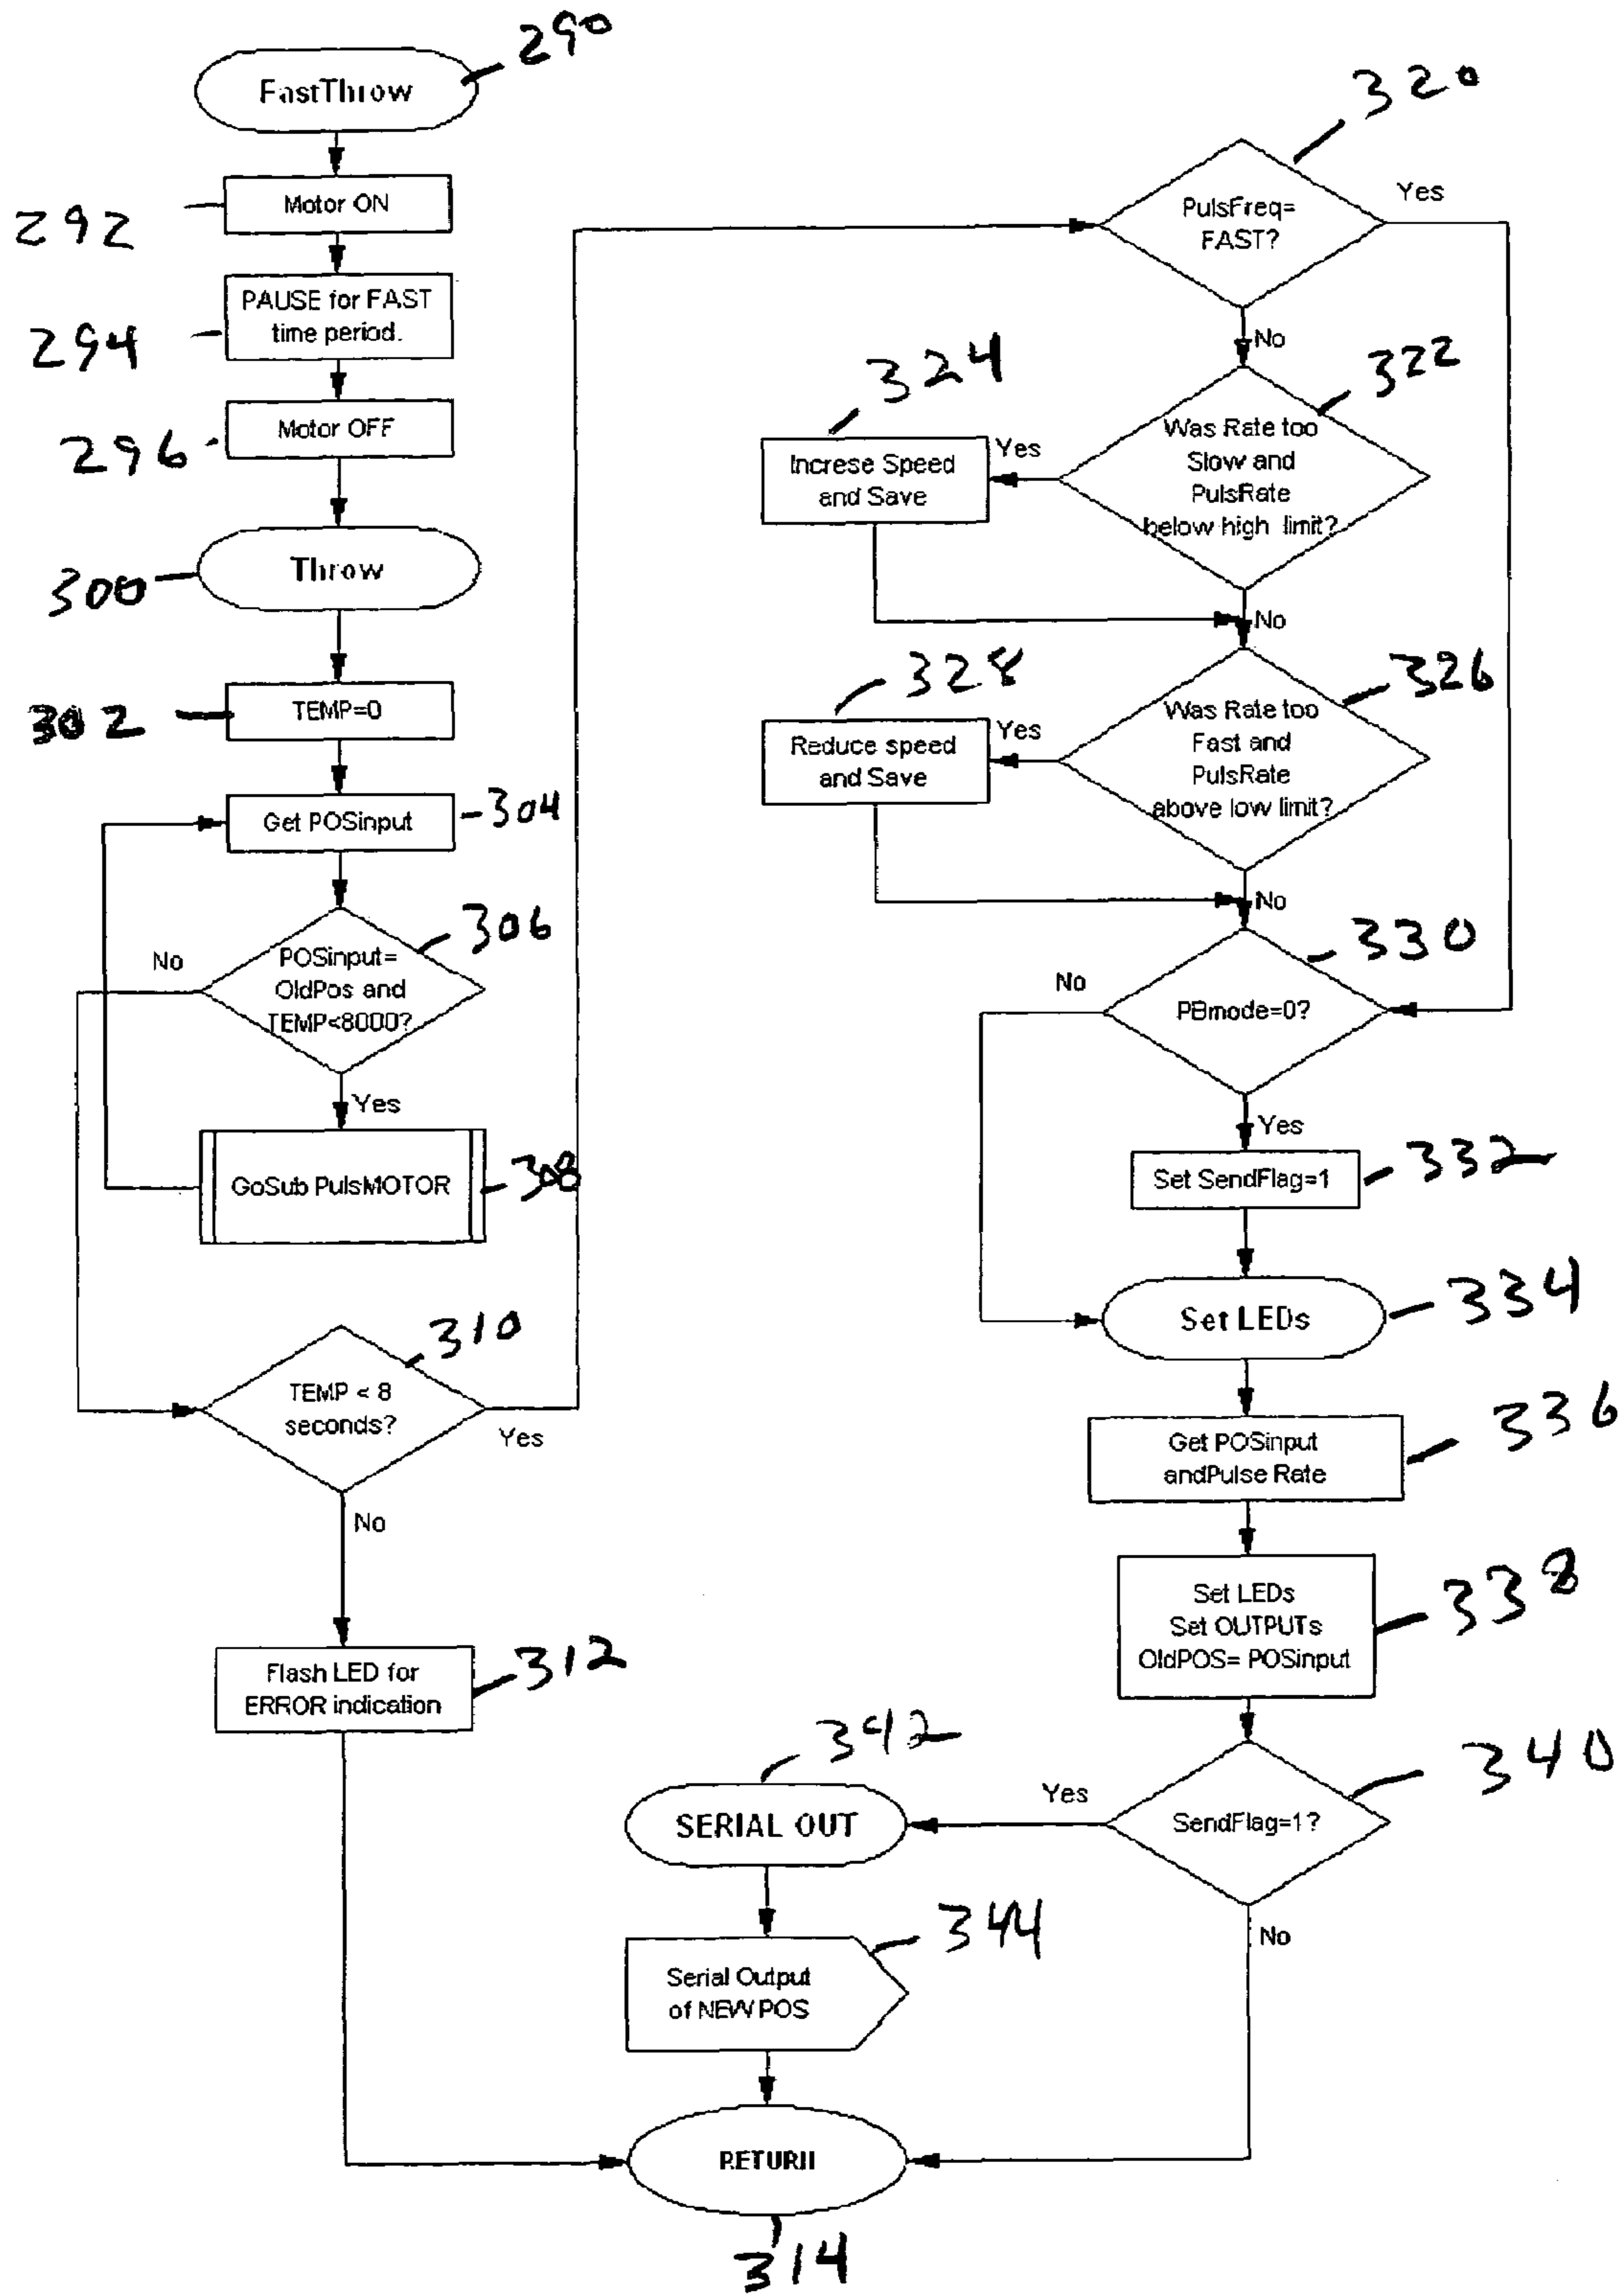 290
FastThrow
292
Motor ON
294
PAUSE for FAST
time period.
296
Motor OFF
300
Throw
302
TEMP=0
Get POSinput
304
306
No
POSinput=
OldPos and
TEMP<8000?
Yes
GoSub PulsMOTOR
308
310
TEMP < 8
seconds?
Yes
No
Flash LED for
ERROR indication
312
320
PulsFreq=
FAST?
Yes
No
322
Was Rate too
Slow and
PulsRate
below high limit?
Yes
324
Increse Speed
and Save
No
326
Was Rate too
Fast and
PulsRate
above low limit?
Yes
328
Reduce speed
and Save
No
330
No
PBmode=0?
Yes
Set SendFlag=1
332
Set LEDs
334
Get POSinput
andPulse Rate
336
Set LEDs
Set OUTPUTs
OldPOS= POSinput
338
340
SendFlag=1?
Yes
No
342
SERIAL OUT
344
Serial Output
of NEW POS
RETURN
314